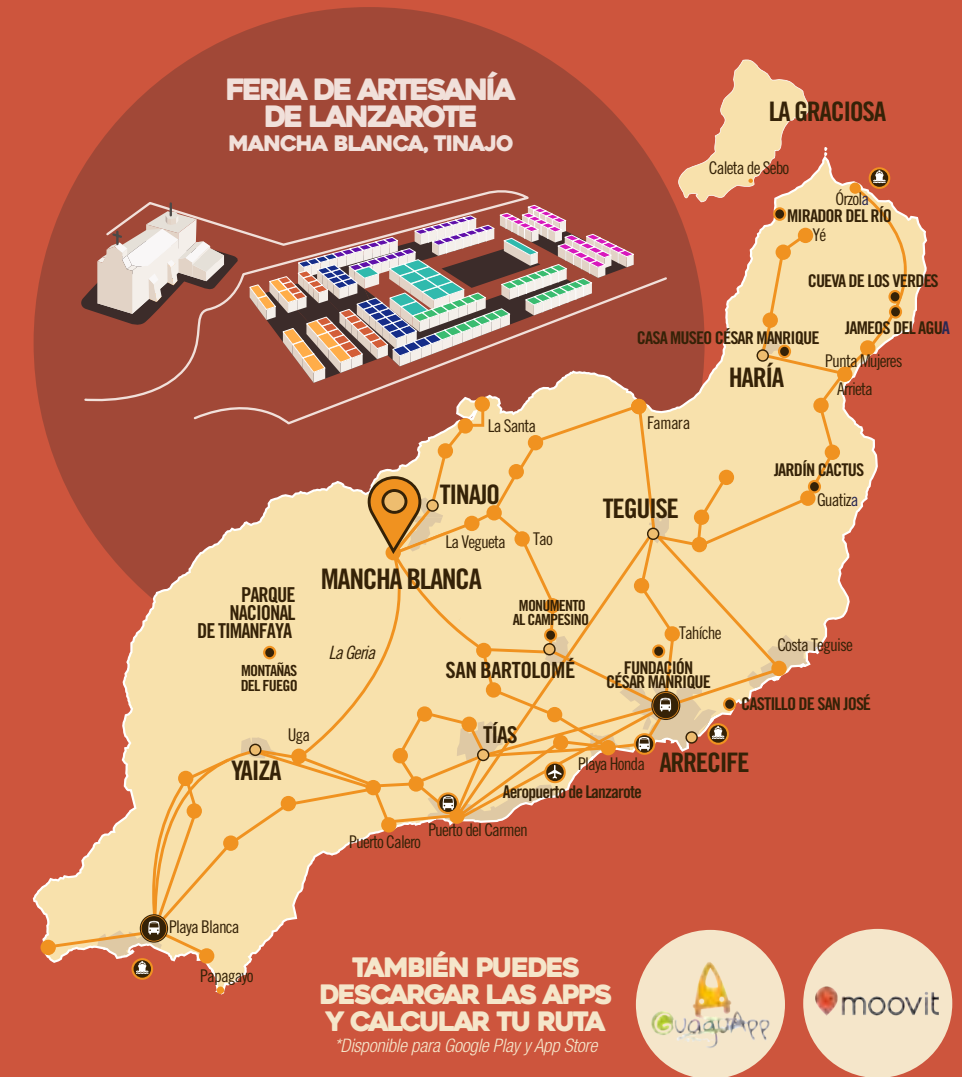 FERIA DE ARTESANÍA
DE LANZAROTE
MANCHA BLANCA, TINAJO
LA GRACIOSA
Caleta de Sebo
Órzola
MIRADOR DEL RÍO
Yé
CUEVA DE LOS VERDES
JAMEOS DEL AGUA
CASA MUSEO CÉSAR MANRIQUE
Punta Mujeres
HARÍA
Arrieta
La Santa
Famara
JARDÍN CACTUS
TINAJO
Guatiza
TEGUISE
La Vegueta
Tao
MANCHA BLANCA
PARQUE
NACIONAL
DE TIMANFAYA
MONTAÑAS
DEL FUEGO
MONUMENTO
AL CAMPESINO
Tahíche
Costa Teguise
La Geria
SAN BARTOLOMÉ
FUNDACIÓN
CÉSAR MANRIQUE
CASTILLO DE SAN JOSÉ
Uga
TÍAS
YAIZA
Playa Honda
ARRECIFE
Aeropuerto de Lanzarote
Puerto del Carmen
Puerto Calero
Playa Blanca
Papagayo
TAMBIÉN PUEDES
DESCARGAR LAS APPS
Y CALCULAR TU RUTA
*Disponible para Google Play y App Store
GuaguApp
moovit